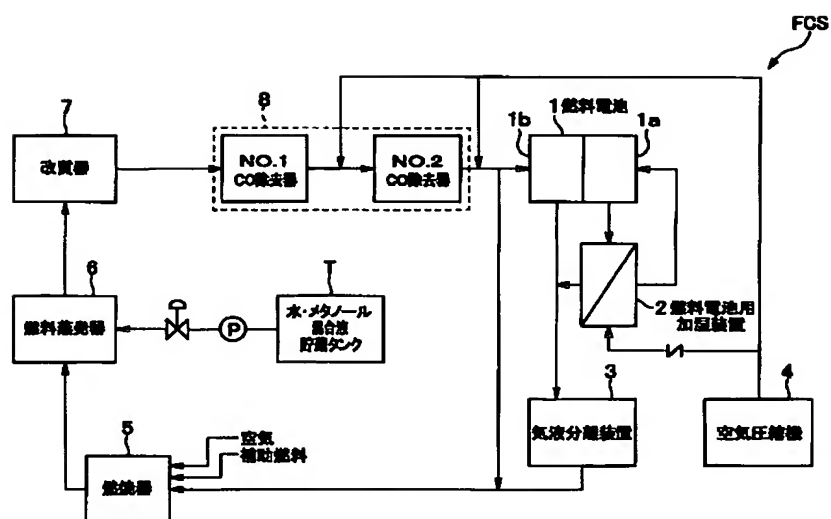 FCS
7
改質器
8
NO.1
CO除去器
NO.2
CO除去器
1b
1 燃料電池
1a
6
燃料蒸発器
P
T
水・メタノール
混合液
貯蔵タンク
2 燃料電池用
加湿装置
3
気液分離装置
4
空気圧縮機
5
燃焼器
空気
補助燃料